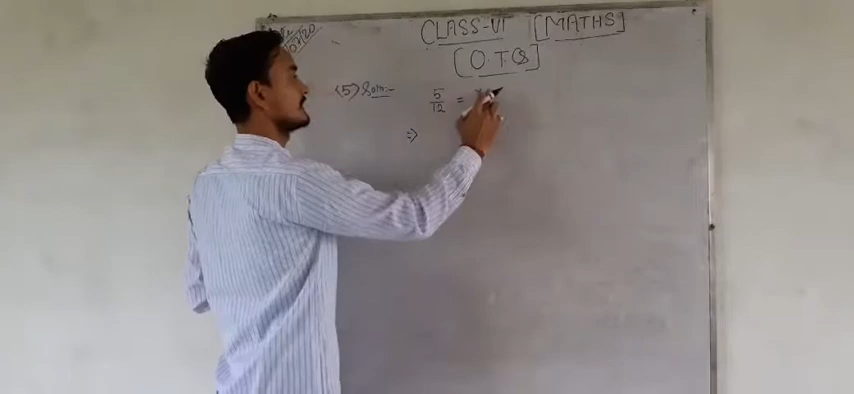 CLASS-VI [MATHS]
[O.T.Q]
(5) Soln:-
5/12 =
⇒